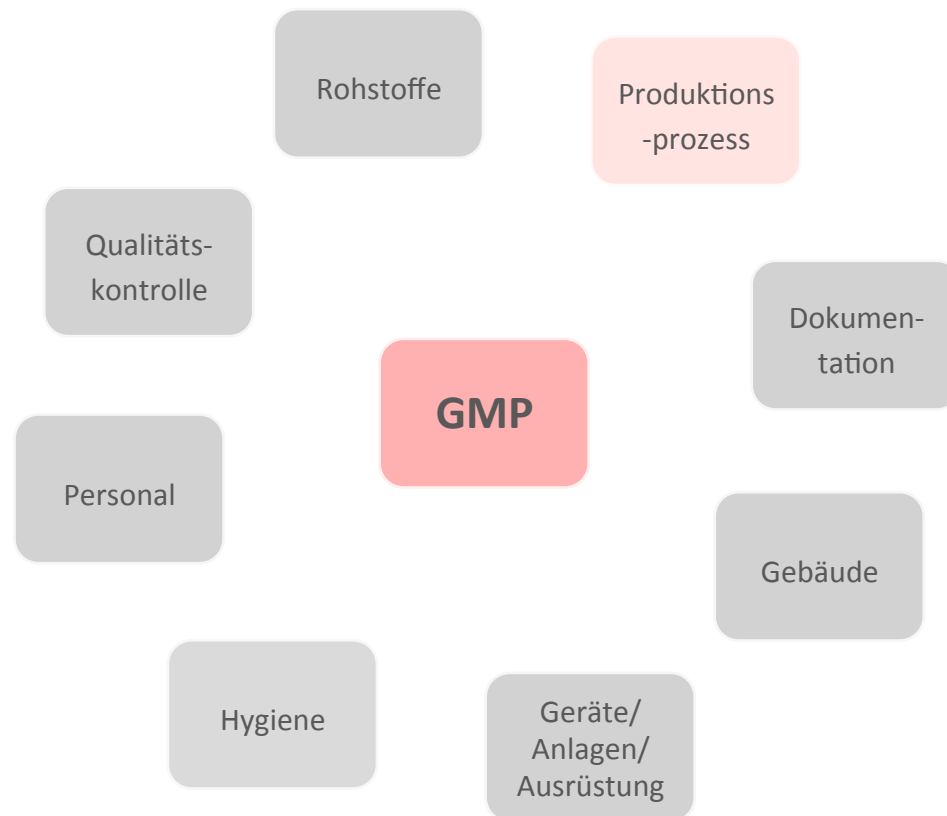 Rohstoffe
Produktions
-prozess
Qualitäts-
kontrolle
Dokumen-
tation
GMP
Personal
Gebäude
Hygiene
Geräte/
Anlagen/
Ausrüstung